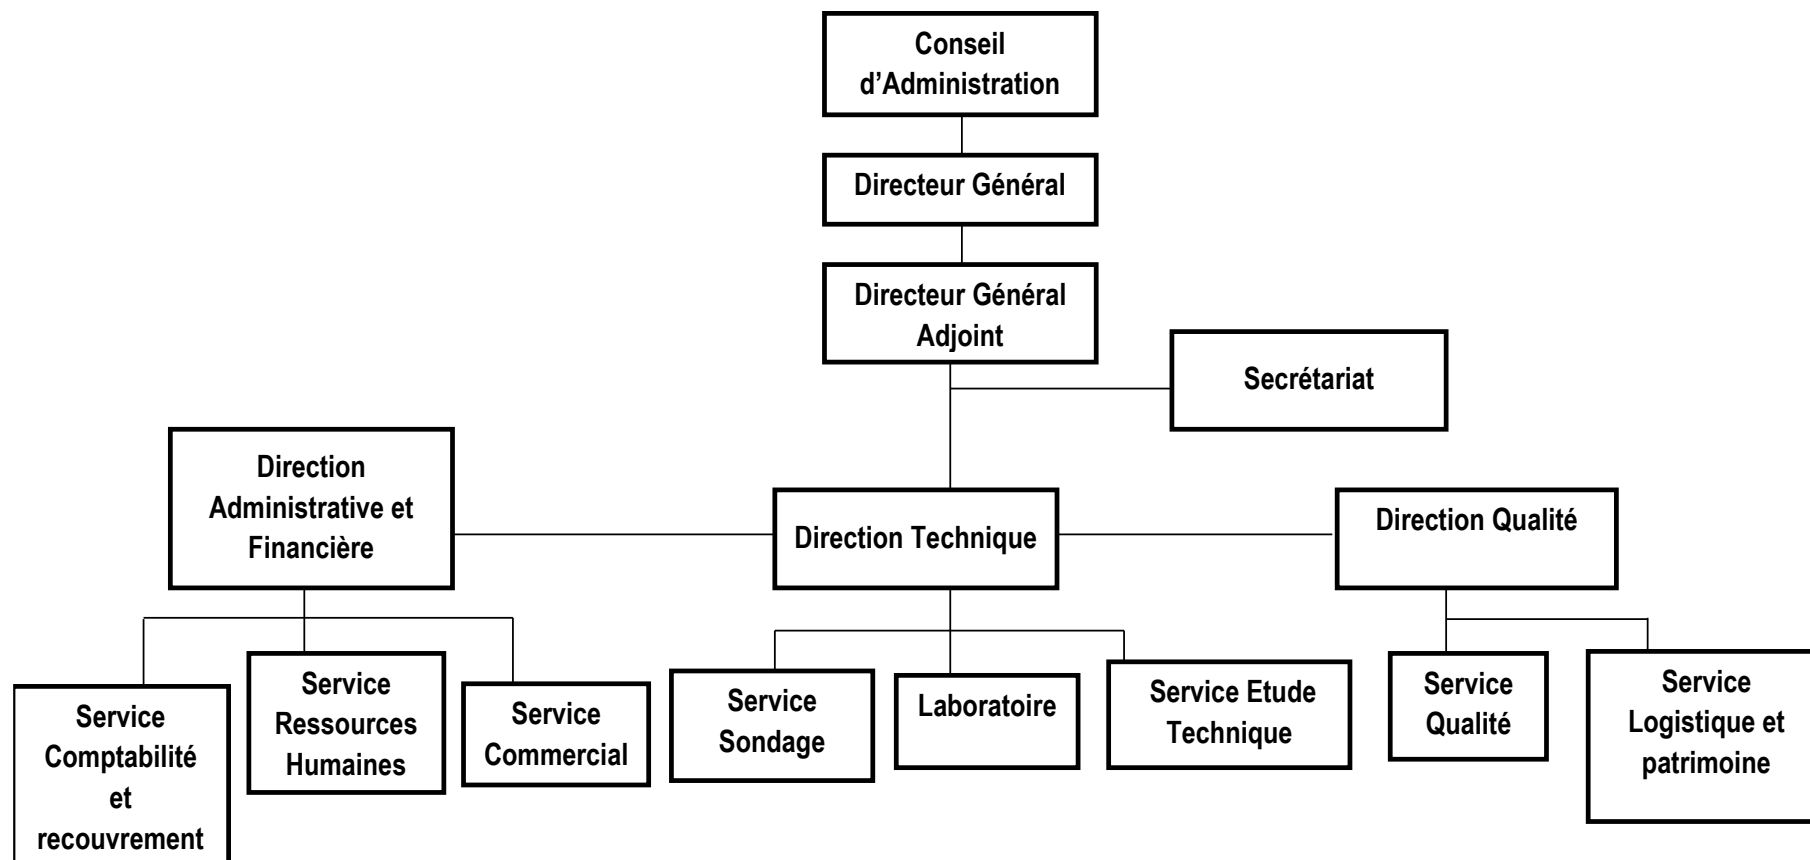 Conseil
d’Administration
Directeur Général
Directeur Général
Adjoint
Secrétariat
Direction
Administrative et
Financière
Direction Technique
Direction Qualité
Service
Comptabilité
et
recouvrement
Service
Ressources
Humaines
Service
Commercial
Service
Sondage
Laboratoire
Service Etude
Technique
Service
Qualité
Service
Logistique et
patrimoine